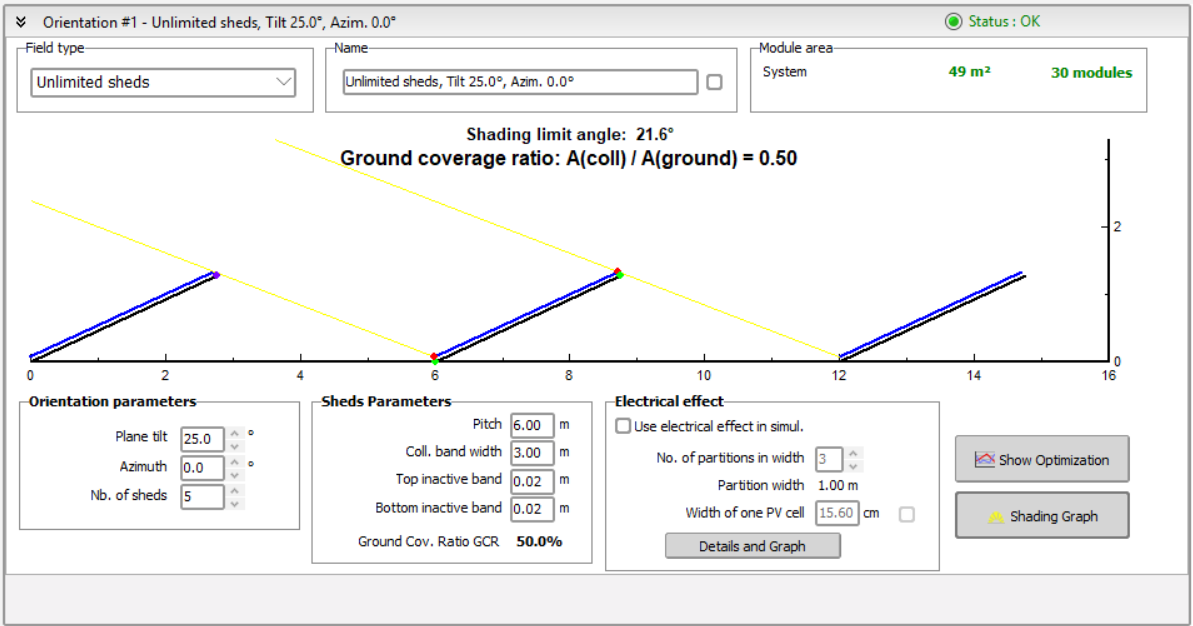 Orientation #1 - Unlimited sheds, Tilt 25.0°, Azim. 0.0°
Status : OK
Field type
Unlimited sheds
Name
Unlimited sheds, Tilt 25.0°, Azim. 0.0°
Module area
System 49 m² 30 modules
Shading limit angle: 21.6°
Ground coverage ratio: A(coll) / A(ground) = 0.50
2
0
0 2 4 6 8 10 12 14 16
Orientation parameters
Plane tilt 25.0 °
Azimuth 0.0 °
Nb. of sheds 5
Sheds Parameters
Pitch 6.00 m
Coll. band width 3.00 m
Top inactive band 0.02 m
Bottom inactive band 0.02 m
Ground Cov. Ratio GCR 50.0%
Electrical effect
Use electrical effect in simul.
No. of partitions in width 3
Partition width 1.00 m
Width of one PV cell 15.60 cm
Details and Graph
Show Optimization
Shading Graph